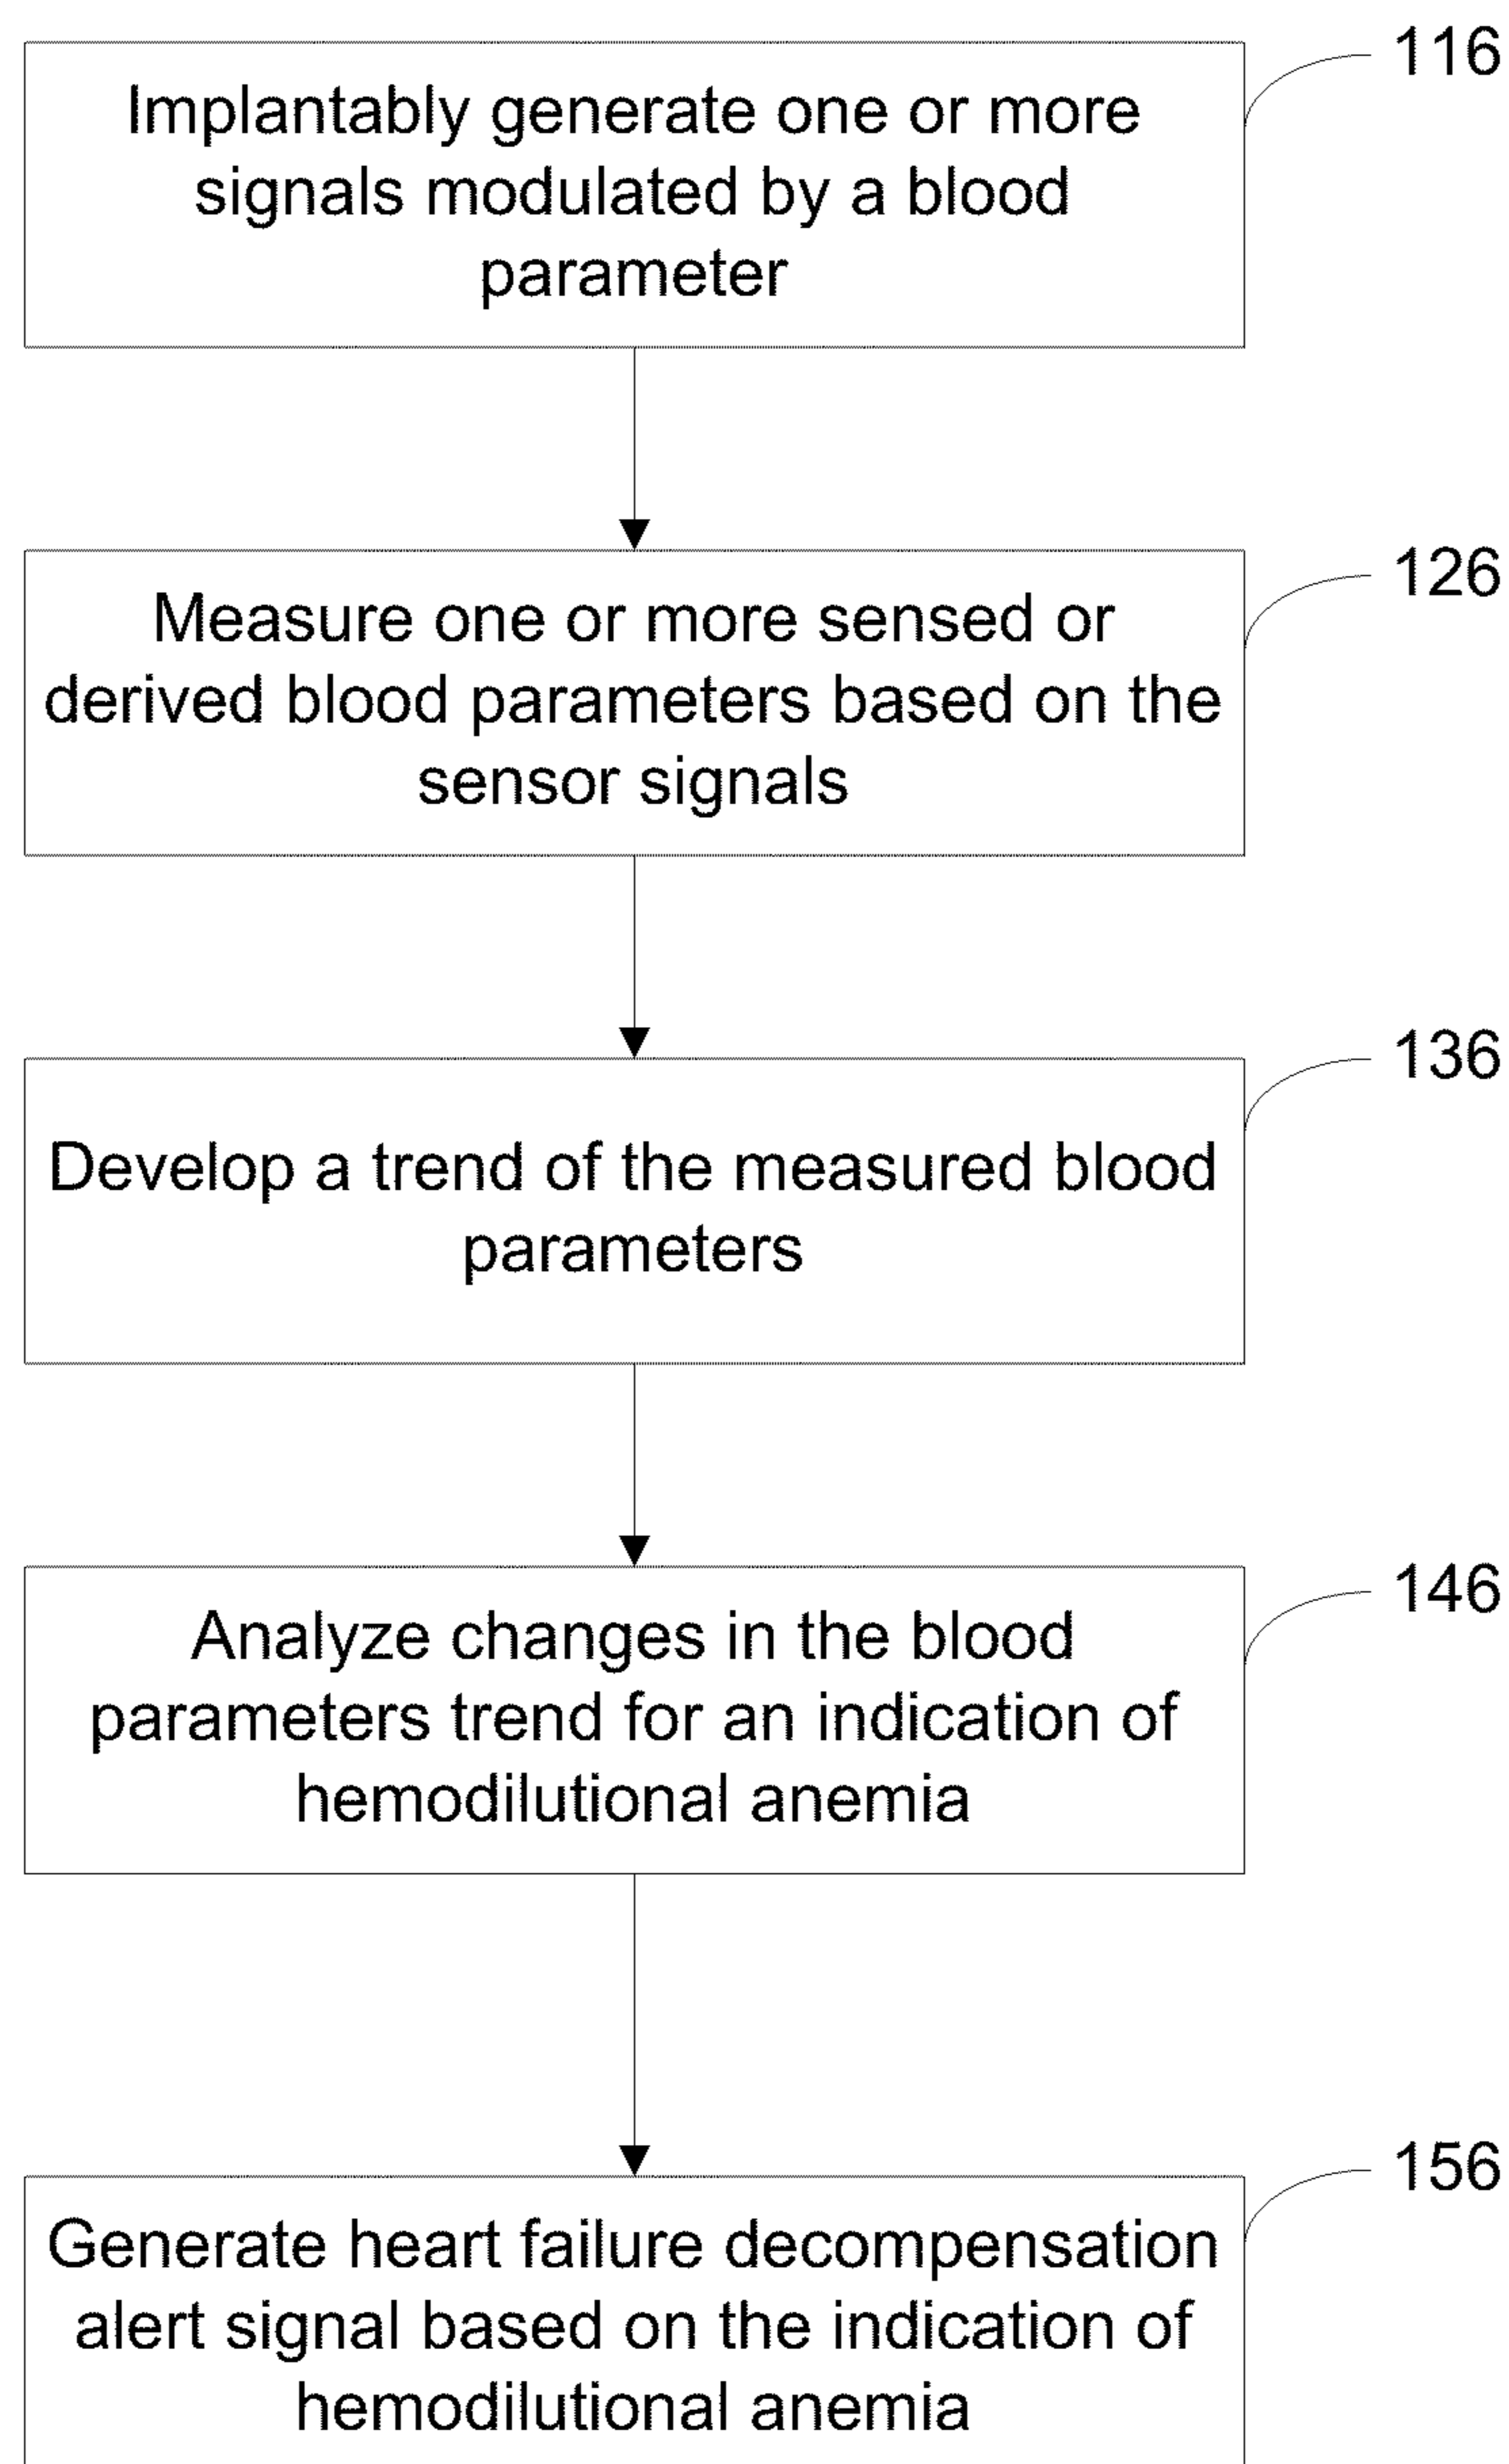 116
Implantably generate one or more
signals modulated by a blood
parameter
126
Measure one or more sensed or
derived blood parameters based on the
sensor signals
136
Develop a trend of the measured blood
parameters
146
Analyze changes in the blood
parameters trend for an indication of
hemodilutional anemia
156
Generate heart failure decompensation
alert signal based on the indication of
hemodilutional anemia